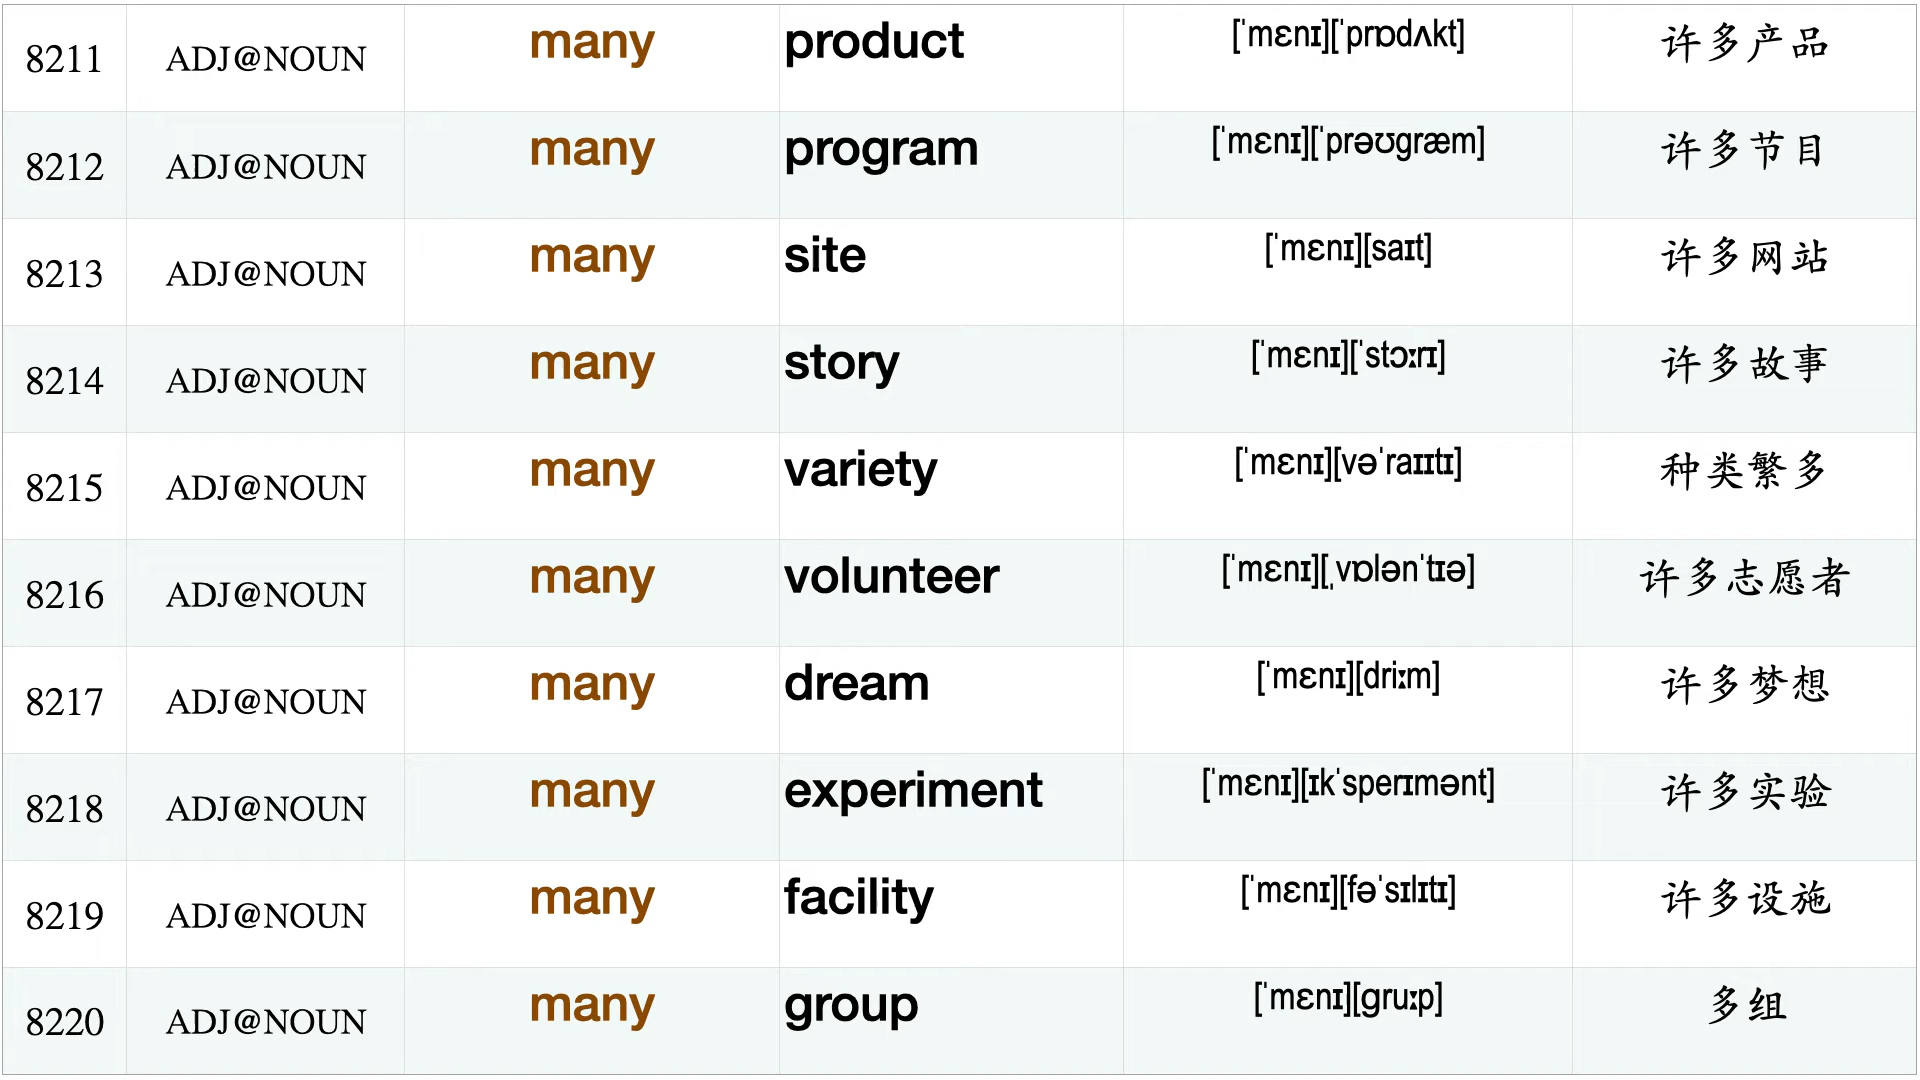 8211 ADJ@NOUN many product [ˈmɛnɪ][ˈprɒdʌkt] 许多产品
8212 ADJ@NOUN many program [ˈmɛnɪ][ˈprəʊgræm] 许多节目
8213 ADJ@NOUN many site [ˈmɛnɪ][saɪt] 许多网站
8214 ADJ@NOUN many story [ˈmɛnɪ][ˈstɔːrɪ] 许多故事
8215 ADJ@NOUN many variety [ˈmɛnɪ][vəˈraɪɪtɪ] 种类繁多
8216 ADJ@NOUN many volunteer [ˈmɛnɪ][ˌvɒlənˈtɪə] 许多志愿者
8217 ADJ@NOUN many dream [ˈmɛnɪ][driːm] 许多梦想
8218 ADJ@NOUN many experiment [ˈmɛnɪ][ɪkˈsperɪmənt] 许多实验
8219 ADJ@NOUN many facility [ˈmɛnɪ][fəˈsɪlɪtɪ] 许多设施
8220 ADJ@NOUN many group [ˈmɛnɪ][gruːp] 多组